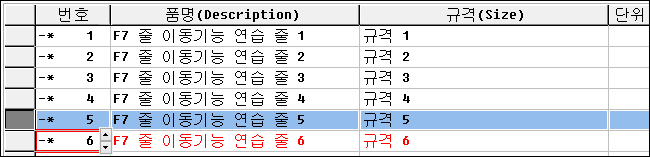 번호 품명(Description) 규격(Size) 단위
-* 1 F7 줄 이동기능 연습 줄 1 규격 1
-* 2 F7 줄 이동기능 연습 줄 2 규격 2
-* 3 F7 줄 이동기능 연습 줄 3 규격 3
-* 4 F7 줄 이동기능 연습 줄 4 규격 4
-* 5 F7 줄 이동기능 연습 줄 5 규격 5
-* 6 F7 줄 이동기능 연습 줄 6 규격 6